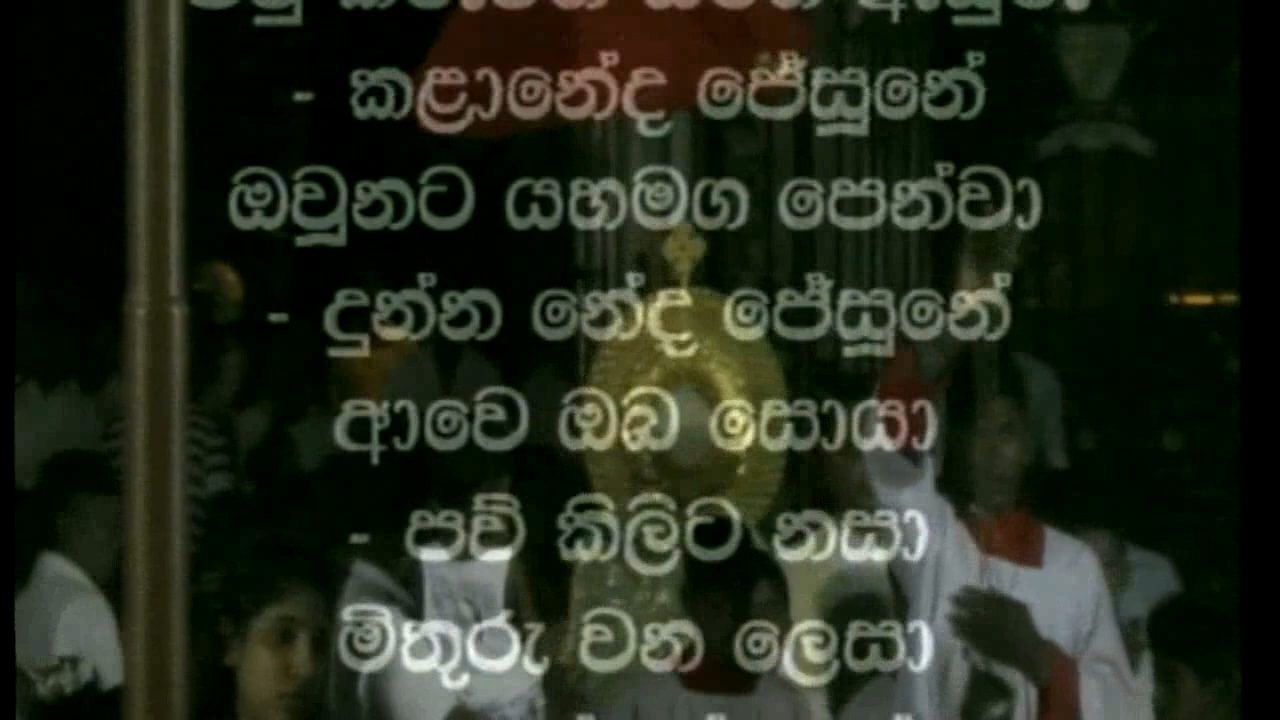 - කළානේද ජේසූනේ
ඔවූනට යහමග පෙන්වා
- දුන්න නේද ජේසූනේ
ආවෙ ඔබ සොයා
- පව් කිලිට නසා
මිතුරු වන ලෙසා